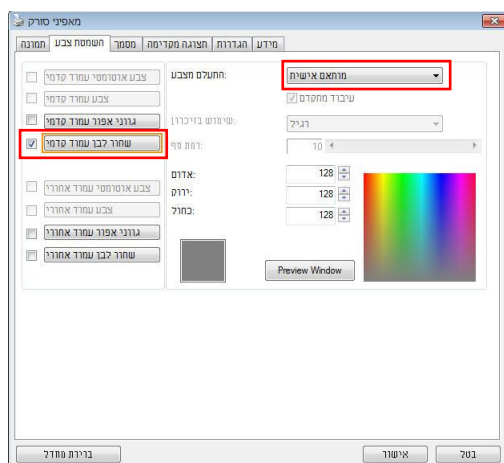 מאפייני סורק
תמונה השמטת צבע מסמך תצוגה מקדימה הגדרות מידע
צבע אוטומטי עמוד קדמי
צבע עמוד קדמי
גווני אפור עמוד קדמי
שחור לבן עמוד קדמי
צבע אוטומטי עמוד אחורי
צבע עמוד אחורי
גווני אפור עמוד אחורי
שחור לבן עמוד אחורי
התעלם מצבע:
מותאם אישית
עיבוד מתקדם
שימוש בזיכרון:
רגיל
רמת סף:
10
אדום:
128
ירוק:
128
כחול:
128
Preview Window
ברירת מחדל
אישור
בטל